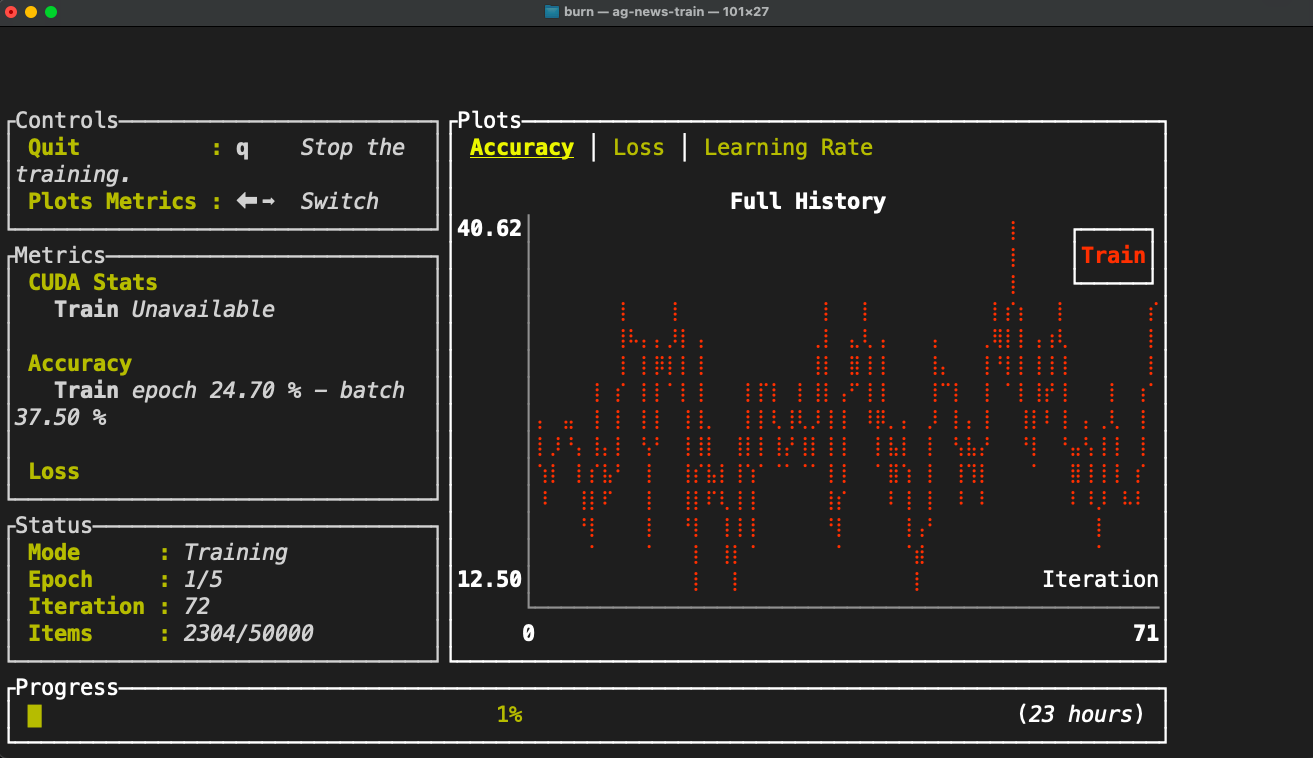 burn — ag-news-train — 101×27
Controls
Quit : q Stop the
training.
Plots Metrics : ⬅ ➡ Switch
Metrics
CUDA Stats
Train Unavailable
Accuracy
Train epoch 24.70 % - batch
37.50 %
Loss
Status
Mode : Training
Epoch : 1/5
Iteration : 72
Items : 2304/50000
Plots
Accuracy | Loss | Learning Rate
Full History
40.62
Train
12.50
Iteration
0 71
Progress
1% (23 hours)